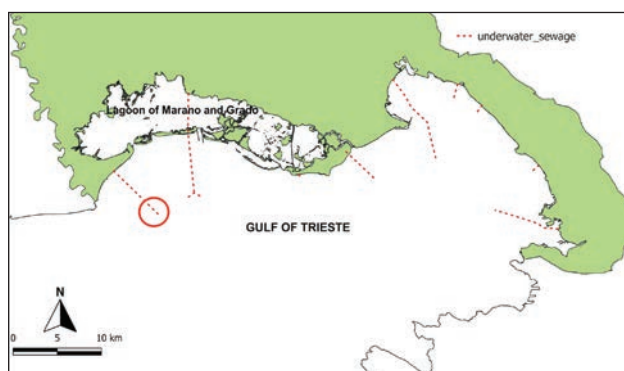 underwater_sewage
Lagoon of Marano and Grado
GULF OF TRIESTE
N
0 5 10 km